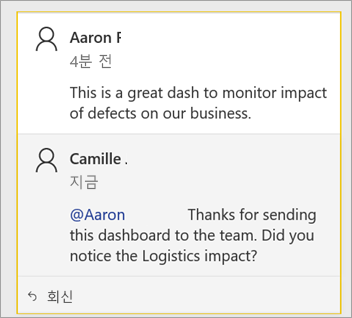 Aaron F
4분 전
This is a great dash to monitor impact
of defects on our business.
Camille .
지금
@Aaron Thanks for sending
this dashboard to the team. Did you
notice the Logistics impact?
회신